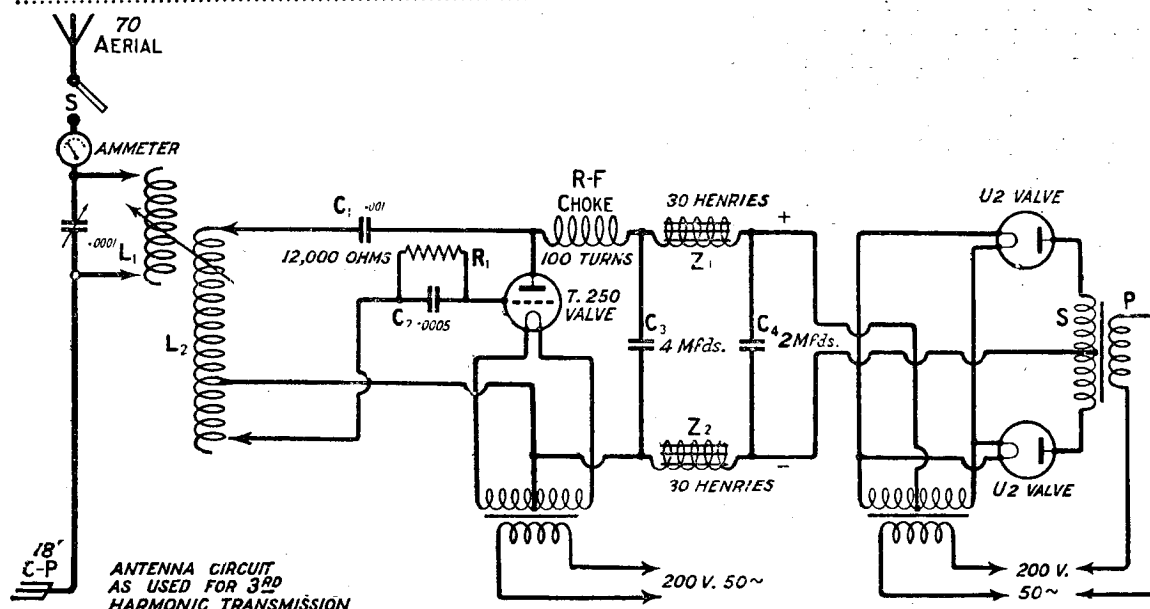 70
AERIAL
S
AMMETER
.0001
L1
L2
C1 .001
12,000 OHMS
R1
C2 .0005
R-F
CHOKE
100 TURNS
T. 250
VALVE
30 HENRIES
Z1
+
C3
4 Mfds.
C4 2 Mfds.
Z2
-
30 HENRIES
U2 VALVE
S
P
U2 VALVE
18'
C-P
ANTENNA CIRCUIT
AS USED FOR 3RD
HARMONIC TRANSMISSION
200 V. 50~
200 V.
50~